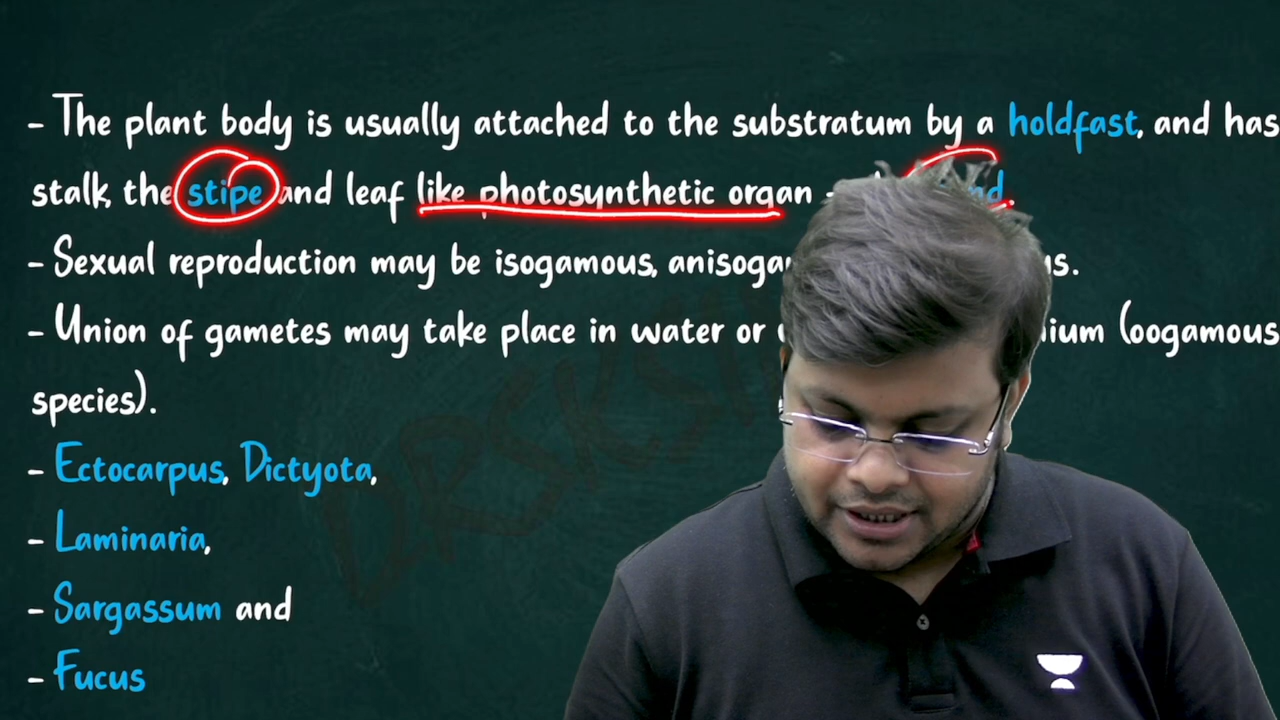 - The plant body is usually attached to the substratum by a holdfast, and has
stalk, the stipe and leaf like photosynthetic organ -
- Sexual reproduction may be isogamous,
- Union of gametes may take place in water or (oogamous
species).
- Ectocarpus, Dictyota,
- Laminaria,
- Sargassum and
- Fucus